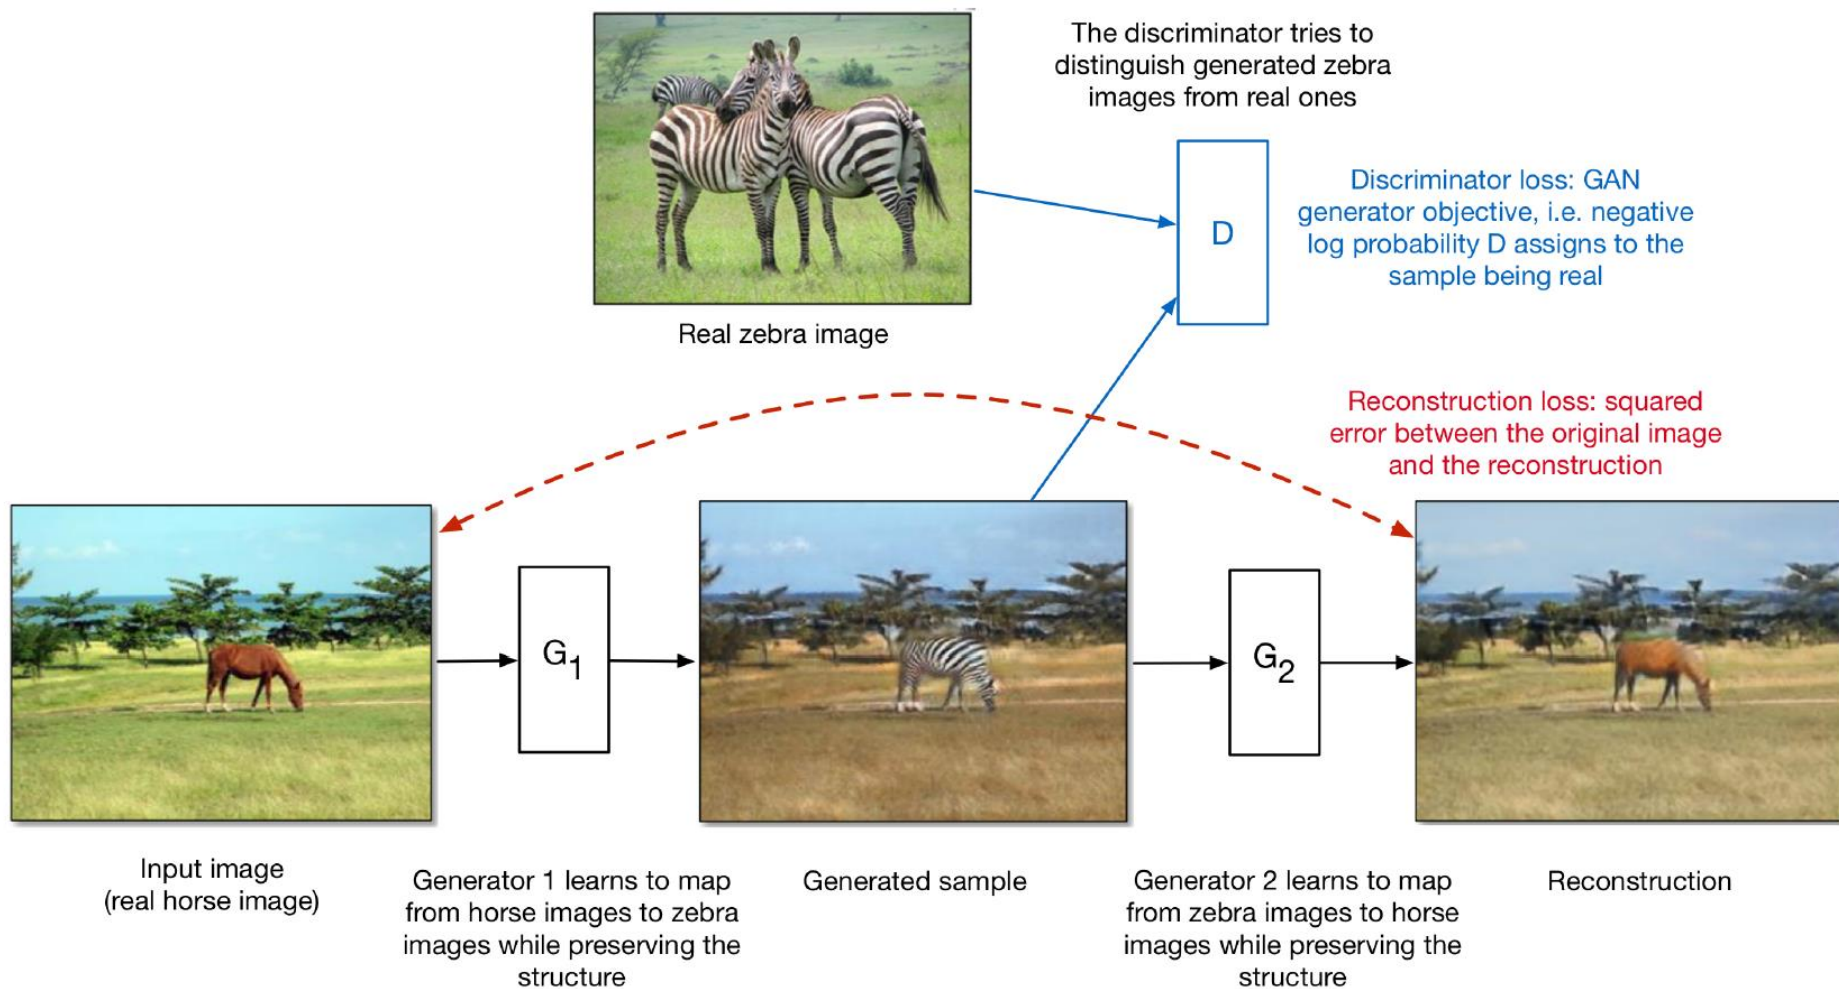 The discriminator tries to
distinguish generated zebra
images from real ones
D
Discriminator loss: GAN
generator objective, i.e. negative
log probability D assigns to the
sample being real
Real zebra image
Reconstruction loss: squared
error between the original image
and the reconstruction
G1
G2
Input image
(real horse image)
Generator 1 learns to map
from horse images to zebra
images while preserving the
structure
Generated sample
Generator 2 learns to map
from zebra images to horse
images while preserving the
structure
Reconstruction